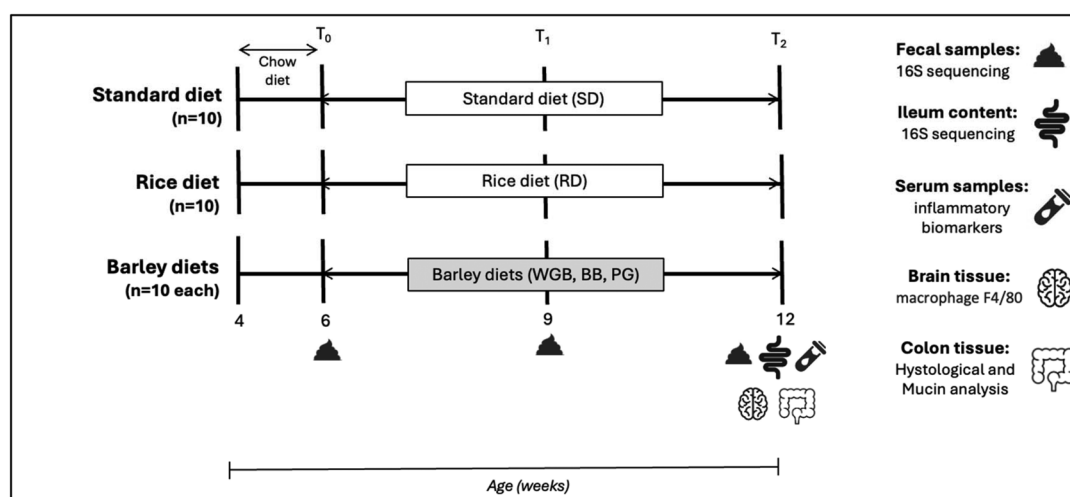 T0
T1
T2
Chow
diet
Standard diet
(n=10)
Standard diet (SD)
Rice diet
(n=10)
Rice diet (RD)
Barley diets
(n=10 each)
Barley diets (WGB, BB, PG)
4
6
9
12
Age (weeks)
Fecal samples:
16S sequencing
Ileum content:
16S sequencing
Serum samples:
inflammatory
biomarkers
Brain tissue:
macrophage F4/80
Colon tissue:
Hystological and
Mucin analysis